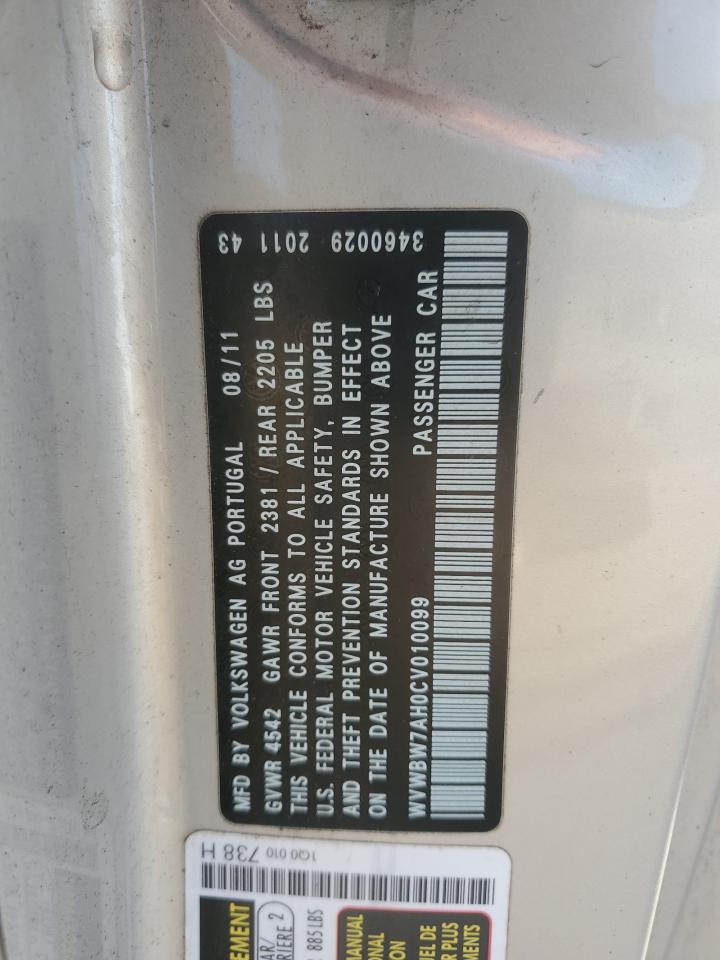 MFD BY VOLKSWAGEN AG PORTUGAL 08/11
GVWR 4542 GAWR FRONT 2381 / REAR 2205 LBS
THIS VEHICLE CONFORMS TO ALL APPLICABLE
U.S. FEDERAL MOTOR VEHICLE SAFETY, BUMPER
AND THEFT PREVENTION STANDARDS IN EFFECT
ON THE DATE OF MANUFACTURE SHOWN ABOVE
WVWBW7AH0CV010099 PASSENGER CAR
43 2011 3460029
1Q0 010 738 H
2
885 LBS
MANUAL